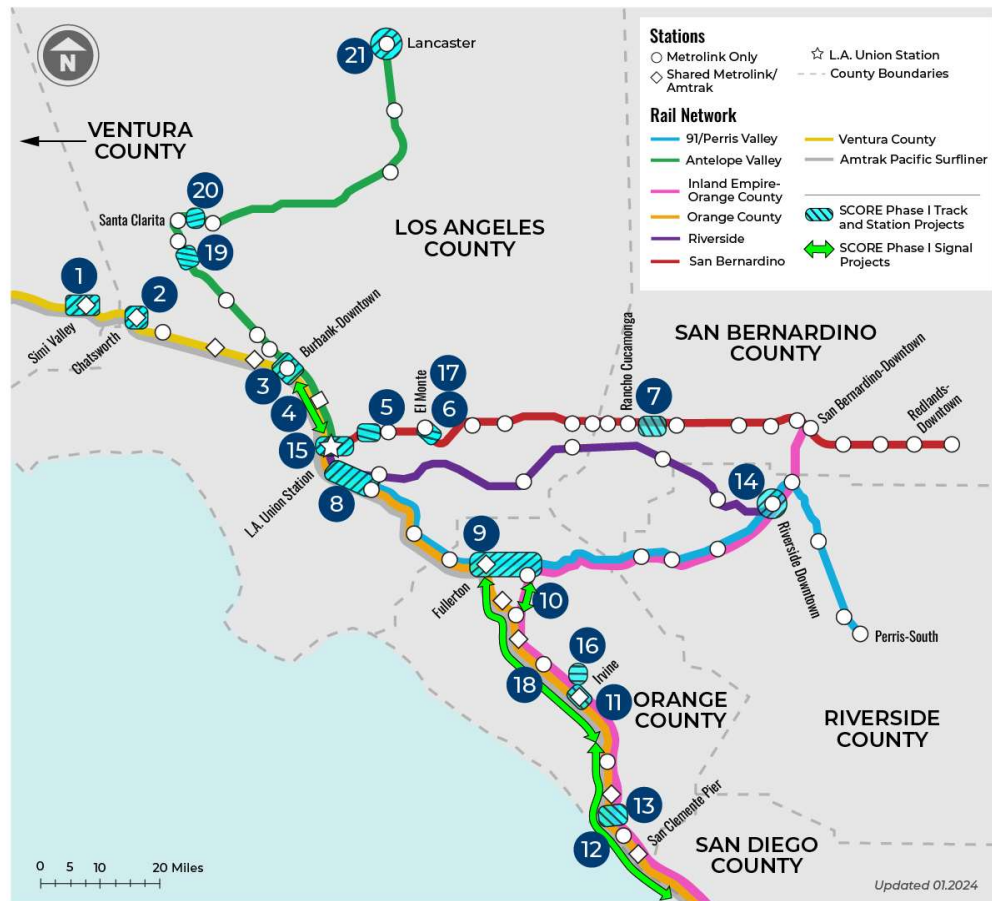 N
VENTURA
COUNTY
21
Lancaster
Stations
Metrolink Only
Shared Metrolink/
Amtrak
L.A. Union Station
County Boundaries
Rail Network
91/Perris Valley
Antelope Valley
Inland Empire-
Orange County
Orange County
Riverside
San Bernardino
Ventura County
Amtrak Pacific Surfliner
SCORE Phase I Track
and Station Projects
SCORE Phase I Signal
Projects
20
Santa Clarita
19
LOS ANGELES
COUNTY
1
Simi Valley
2
Chatsworth
Burbank-Downtown
3
4
5
El Monte
17
6
SAN BERNARDINO
COUNTY
Rancho Cucamonga
7
San Bernardino-Downtown
Redlands-
Downtown
15
L.A. Union Station
8
14
Riverside Downtown
9
Fullerton
10
Perris-South
16
Irvine
18
11
ORANGE
COUNTY
RIVERSIDE
COUNTY
13
San Clemente Pier
12
SAN DIEGO
COUNTY
0 5 10 20 Miles
Updated 01.2024